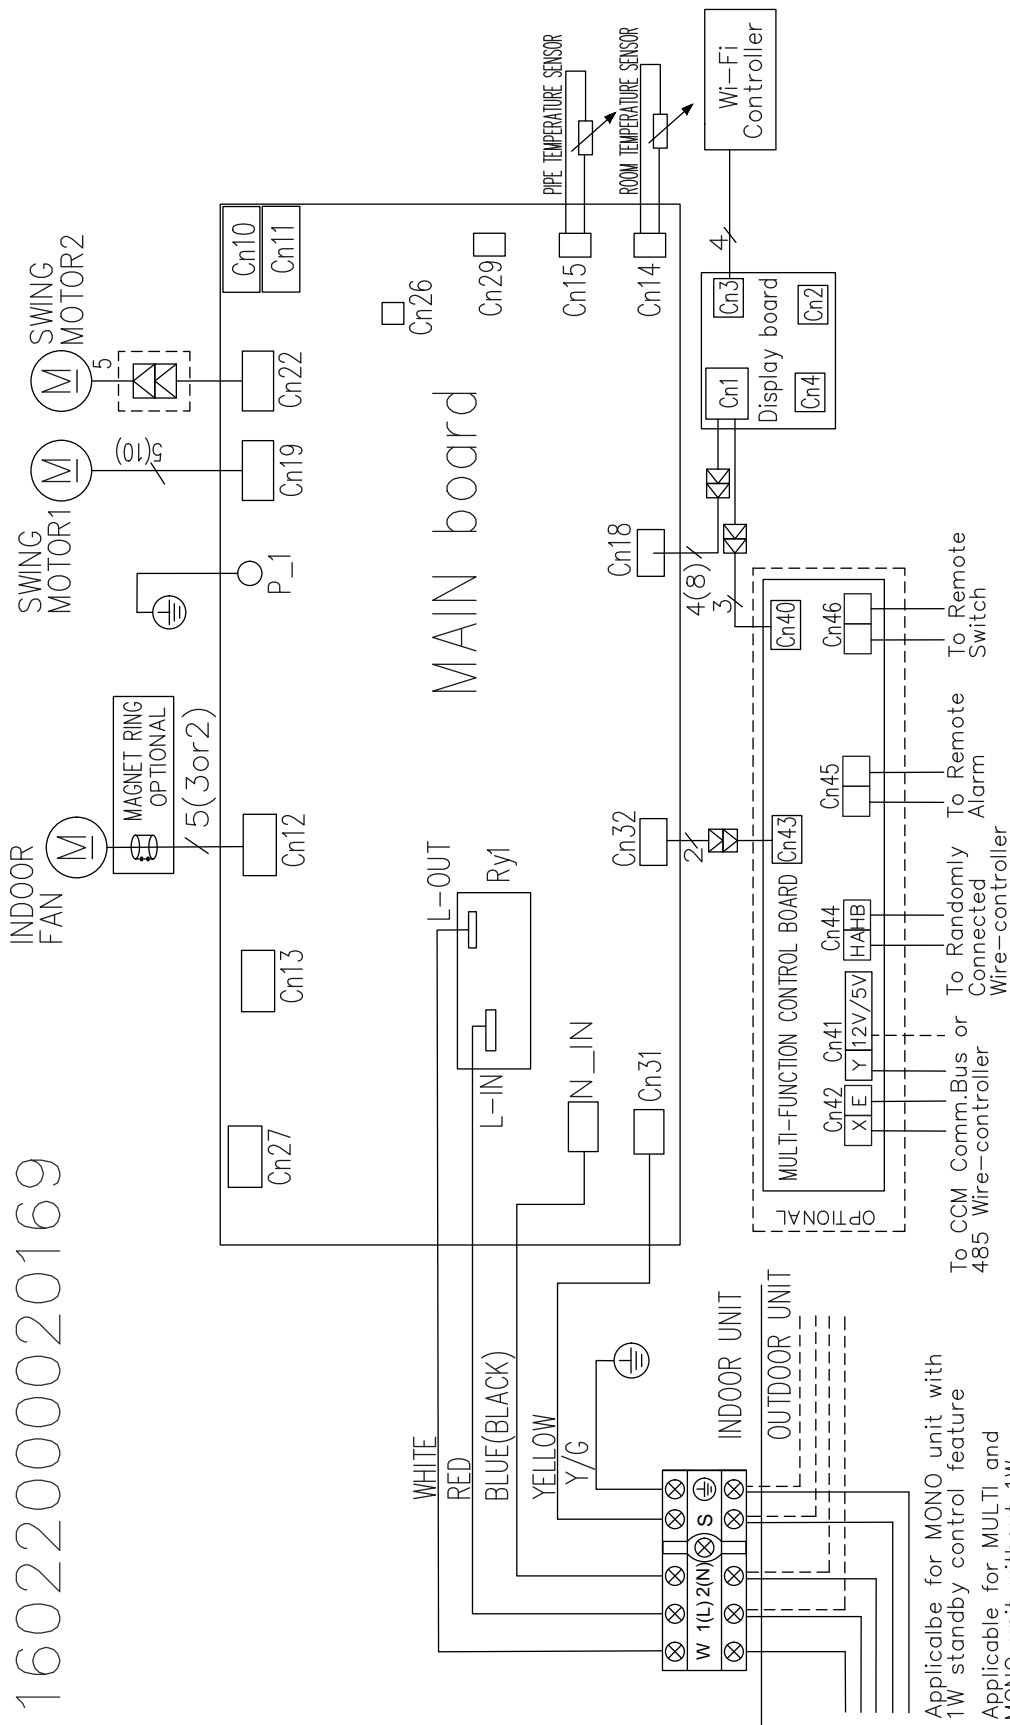 16022000020169
INDOOR
FAN
MAGNET RING
OPTIONAL
5(3or2)
SWING
MOTOR1
M
5(10)
SWING
MOTOR2
M
5
M
Cn27
Cn13
Cn12
P_1
Cn19
Cn22
Cn10
Cn11
L-IN
L-OUT
Ry1
MAIN board
Cn26
Cn29
N_IN
Cn31
Cn32
Cn18
Cn15
Cn14
PIPE TEMPERATURE SENSOR
ROOM TEMPERATURE SENSOR
Wi-Fi
Controller
4
4(8)
3
2
Cn1
Cn3
Display board
Cn4
Cn2
WHITE
RED
BLUE(BLACK)
YELLOW
Y/G
W 1(L) 2(N) S
INDOOR UNIT
OUTDOOR UNIT
OPTIONAL
MULTI-FUNCTION CONTROL BOARD
Cn43
Cn40
Cn42
X E
Cn41
Y 12V/5V
Cn44
HA HB
Cn45
Cn46
To CCM Comm.Bus or
485 Wire-controller
To Randomly
Connected
Wire-controller
To Remote
Alarm
To Remote
Switch
Applicalbe for MONO unit with
1W standby control feature
Applicable for MULTI and
MONO unit without 1W